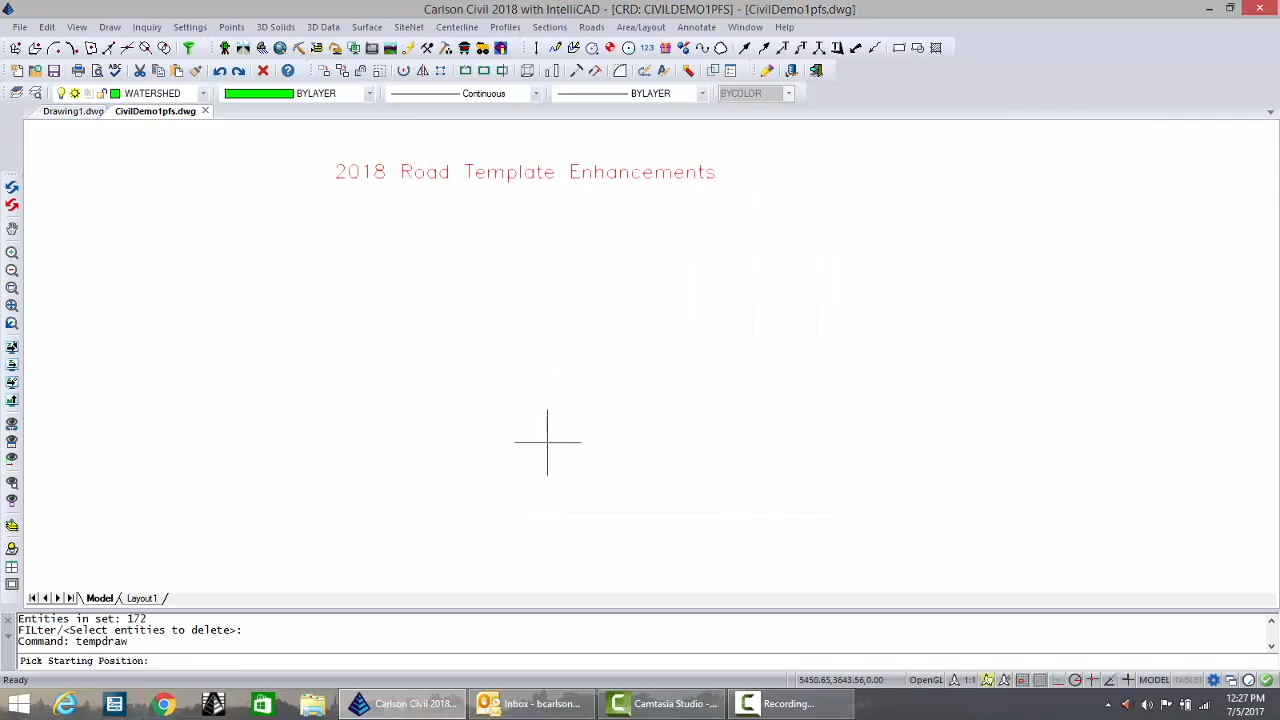 Carlson Civil 2018 with IntelliCAD - [CRD: CIVILDEMO1PFS] - [CivilDemo1pfs.dwg]
File Edit View Draw Inquiry Settings Points 3D Solids 3D Data Surface SiteNet Centerline Profiles Sections Roads Area/Layout Annotate Window Help
WATERSHED BYLAYER Continuous BYLAYER BYCOLOR
Drawing1.dwg CivilDemo1pfs.dwg
2018 Road Template Enhancements
Model Layout1
Entities in set: 172
FILter/<Select entities to delete>:
Command: tempdraw
Pick Starting Position:
Ready 5450.65,3643.56,0.00 OpenGL 1:1 MODEL TABLET
Carlson Civil 2018... Inbox - bcarlson... Camtasia Studio -... Recording...
12:27 PM
7/5/2017